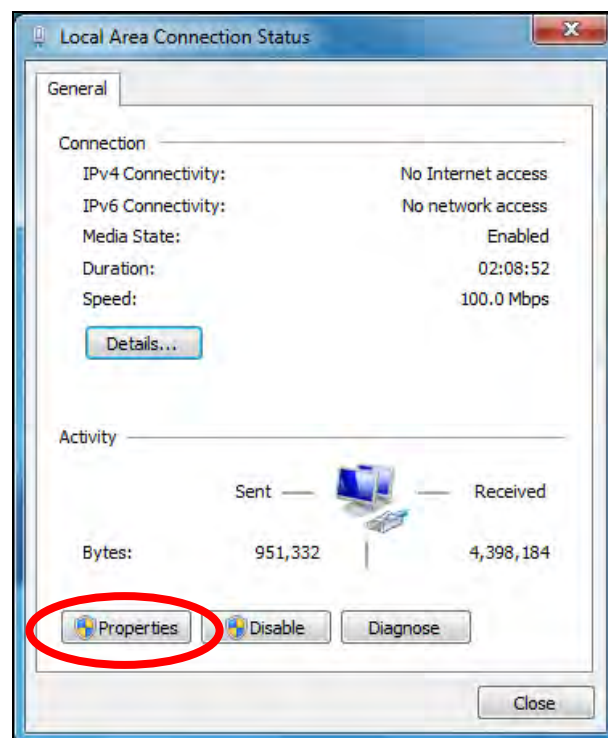 Local Area Connection Status
X
General
Connection
IPv4 Connectivity: No Internet access
IPv6 Connectivity: No network access
Media State: Enabled
Duration: 02:08:52
Speed: 100.0 Mbps
Details...
Activity
Sent Received
Bytes: 951,332 4,398,184
Properties Disable Diagnose
Close